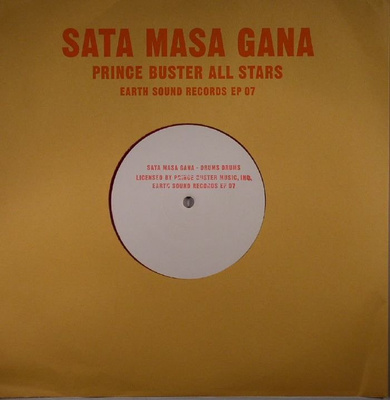 SATA MASA GANA
PRINCE BUSTER ALL STARS
EARTH SOUND RECORDS EP 07
SATA MASA GANA - DRUMS DRUMS
LICENSED BY PRINCE BUSTER MUSIC, INC.
EARTH SOUND RECORDS EP 07